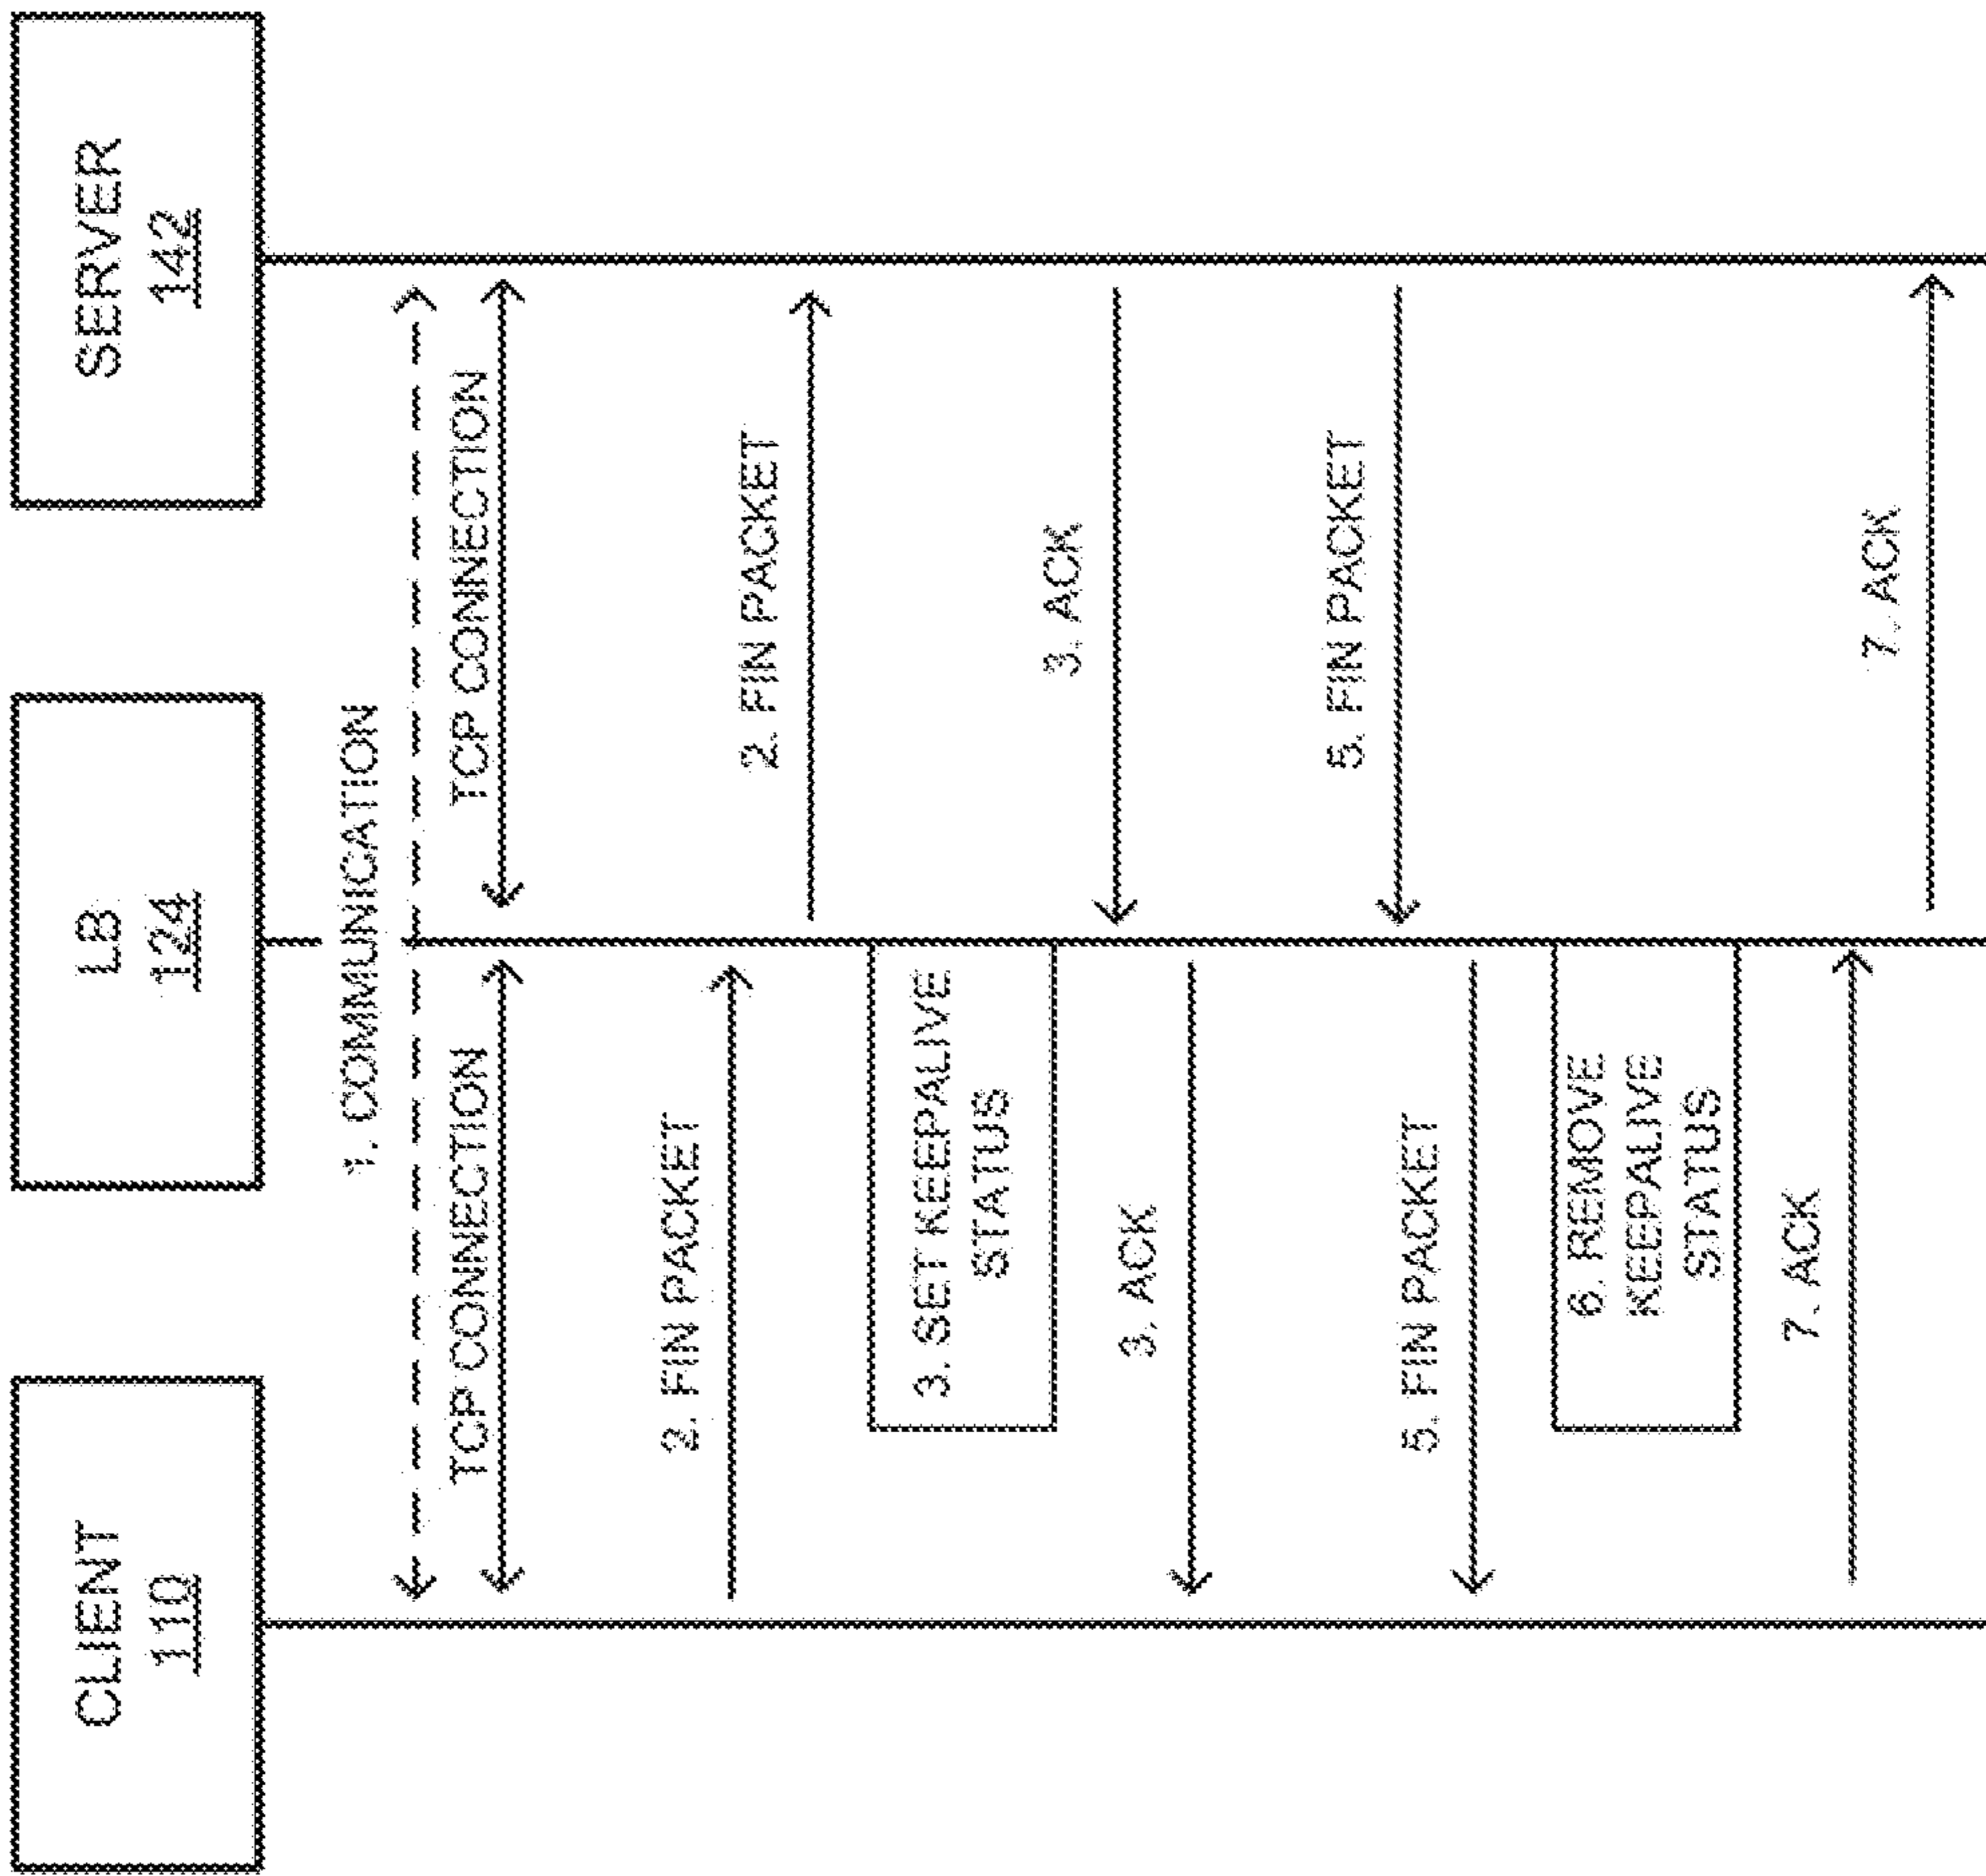 CLIENT
110
LB
124
SERVER
142
1. COMMUNICATION
TCP CONNECTION
TCP CONNECTION
2. FIN PACKET
2. FIN PACKET
3. SET KEEPALIVE
STATUS
3. ACK
3. ACK
5. FIN PACKET
5. FIN PACKET
6. REMOVE
KEEPALIVE
STATUS
7. ACK
7. ACK